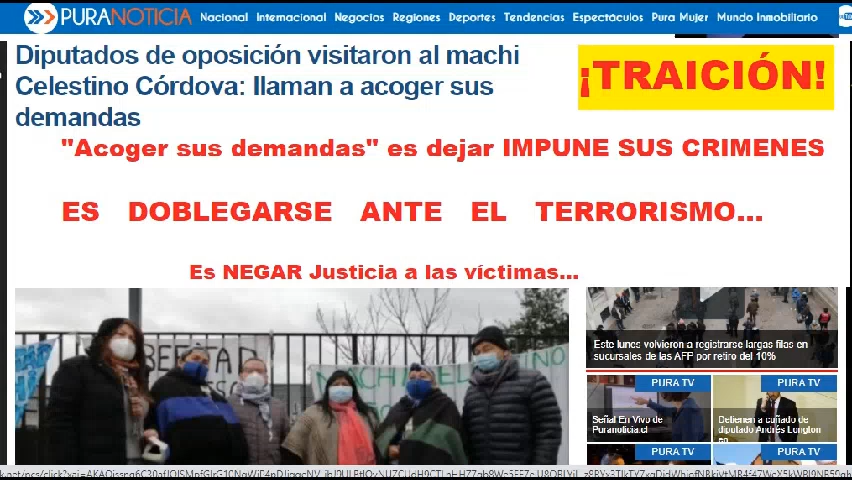 PURANOTICIA Nacional Internacional Negocios Regiones Deportes Tendencias Espectáculos Pura Mujer Mundo Inmobiliario
Diputados de oposición visitaron al machi
Celestino Córdova: llaman a acoger sus
demandas
¡TRAICIÓN!
"Acoger sus demandas" es dejar IMPUNE SUS CRIMENES
ES DOBLEGARSE ANTE EL TERRORISMO...
Es NEGAR Justicia a las víctimas...
LIBERTAD
MACHI
Este lunes volvieron a registrarse largas filas en
sucursales de las AFP por retiro del 10%
PURA TV
Señal En Vivo de
Puranoticia.cl
PURA TV
Detienen a cuñado de
diputado Andrés Longton
en
PURA TV
PURA TV